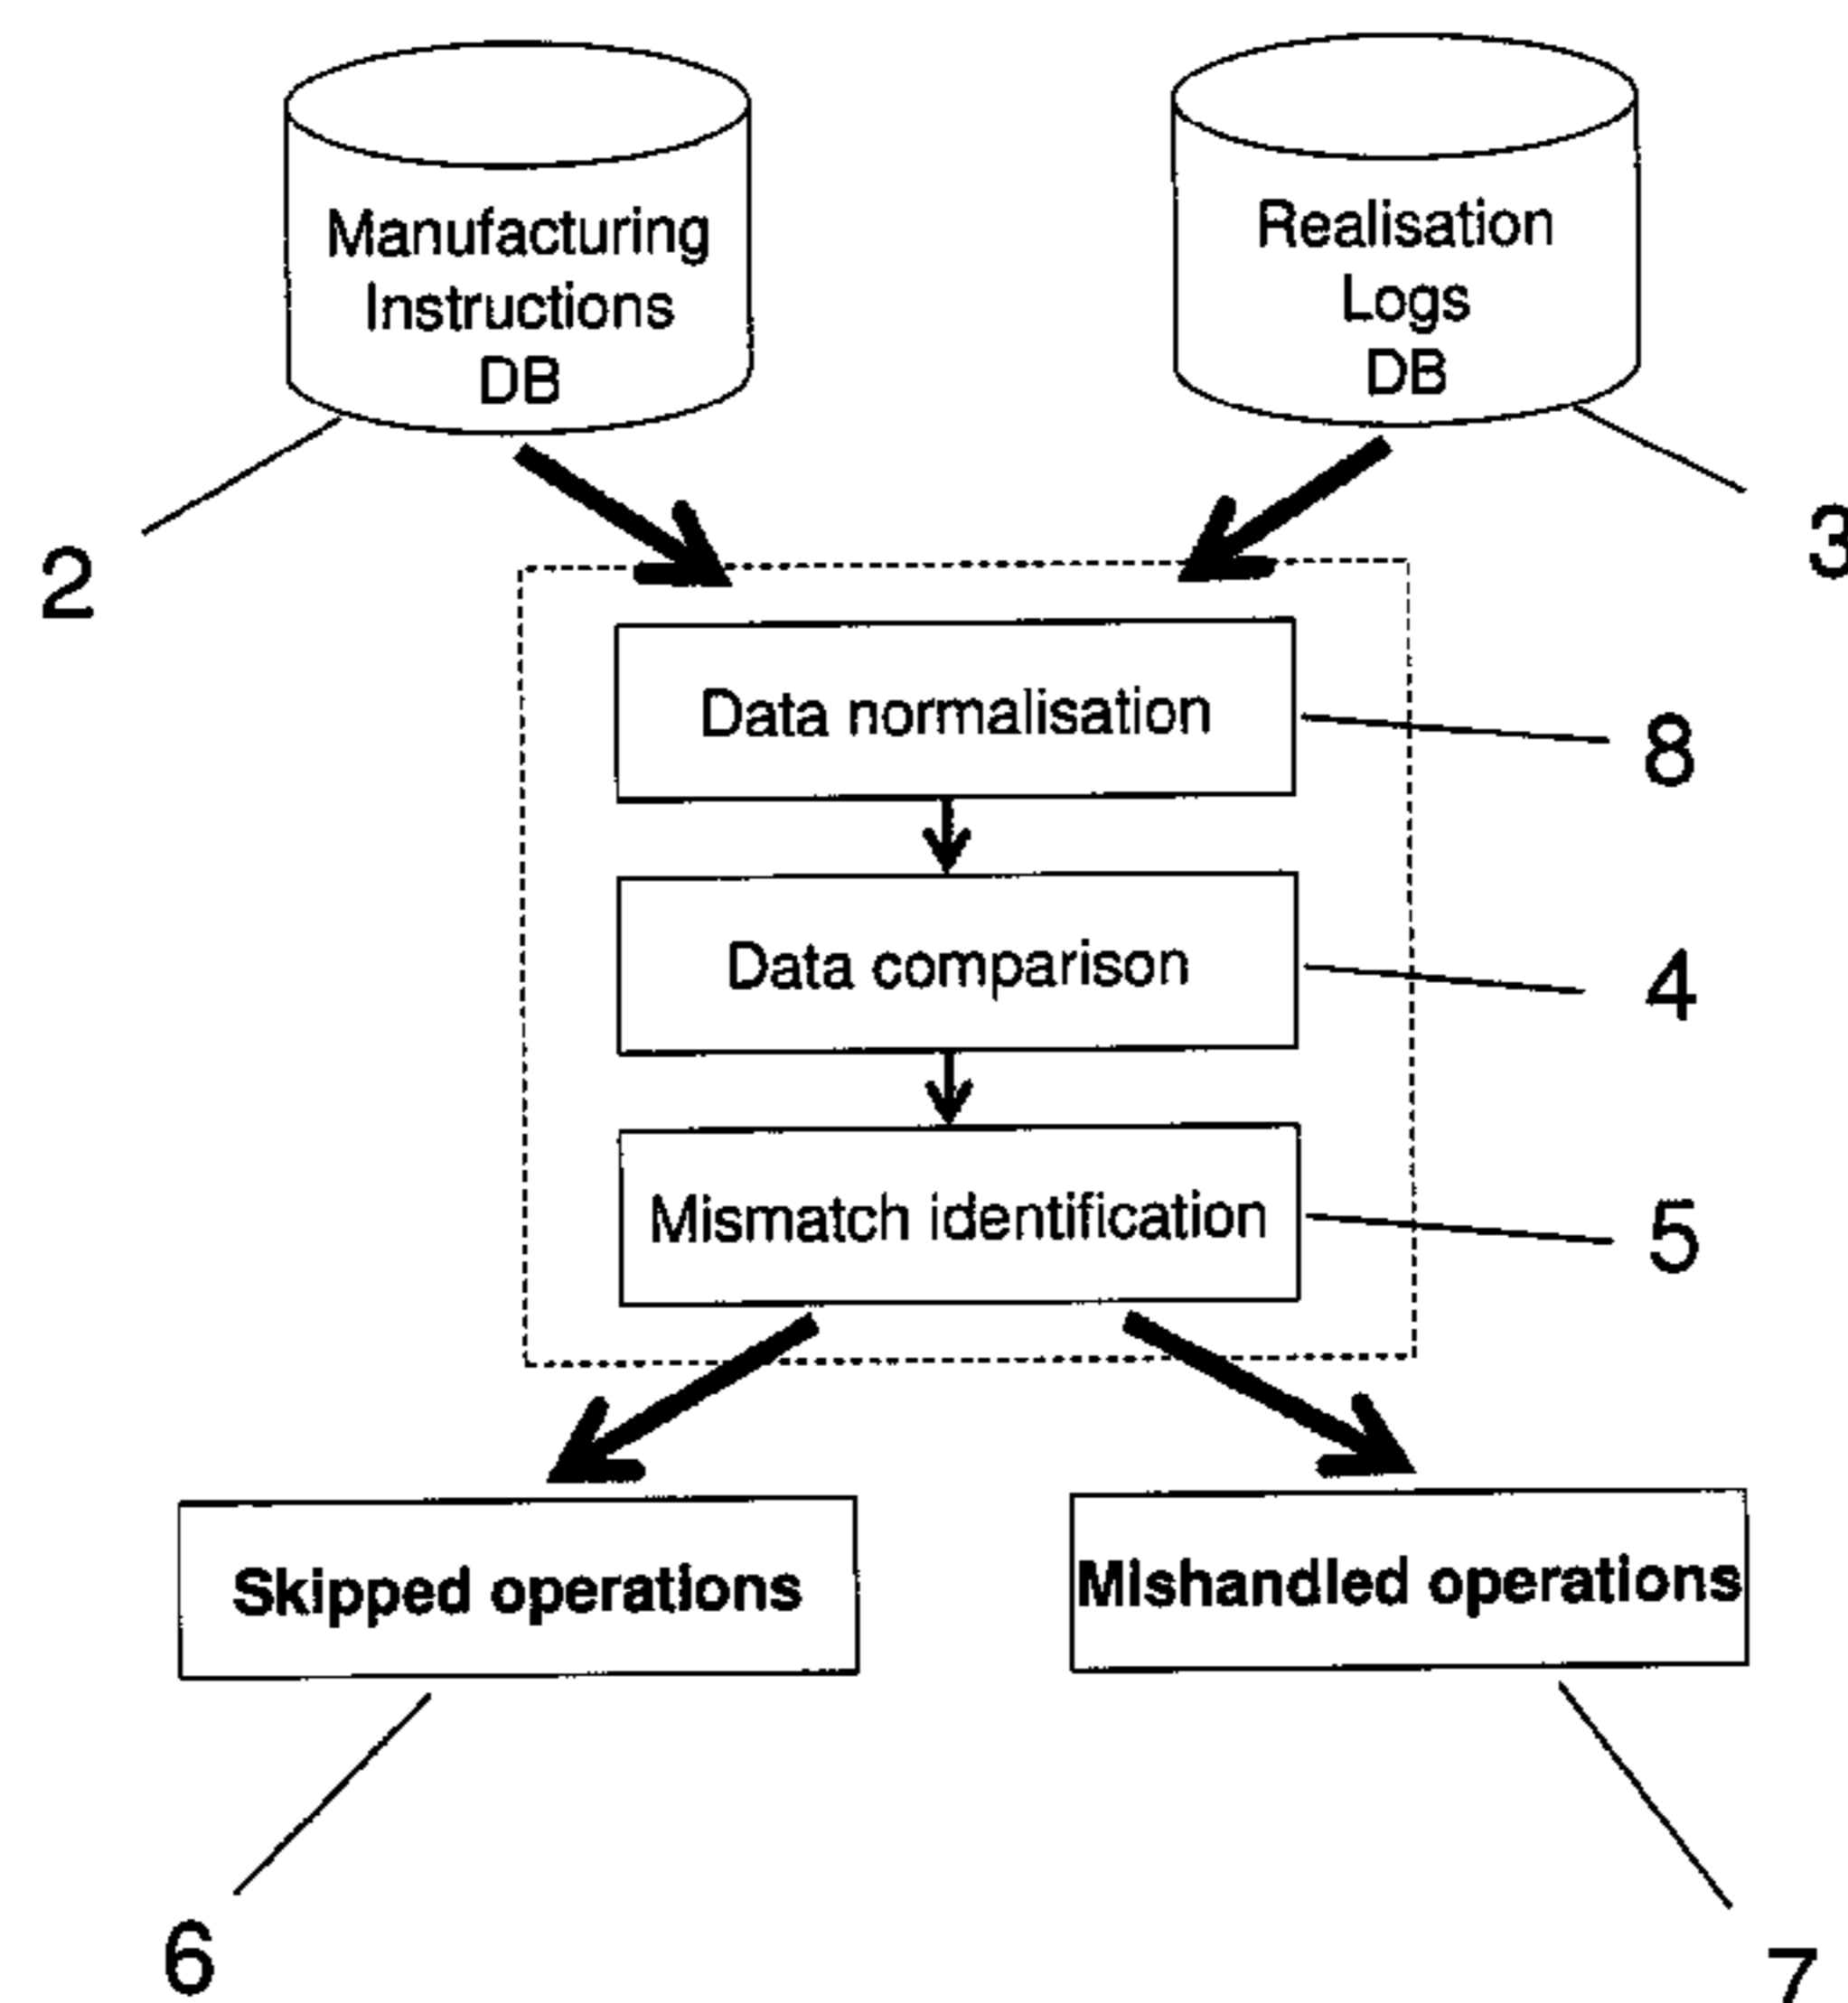 Manufacturing
Instructions
DB
Realisation
Logs
DB
2
3
Data normalisation
8
Data comparison
4
Mismatch identification
5
Skipped operations
Mishandled operations
6
7